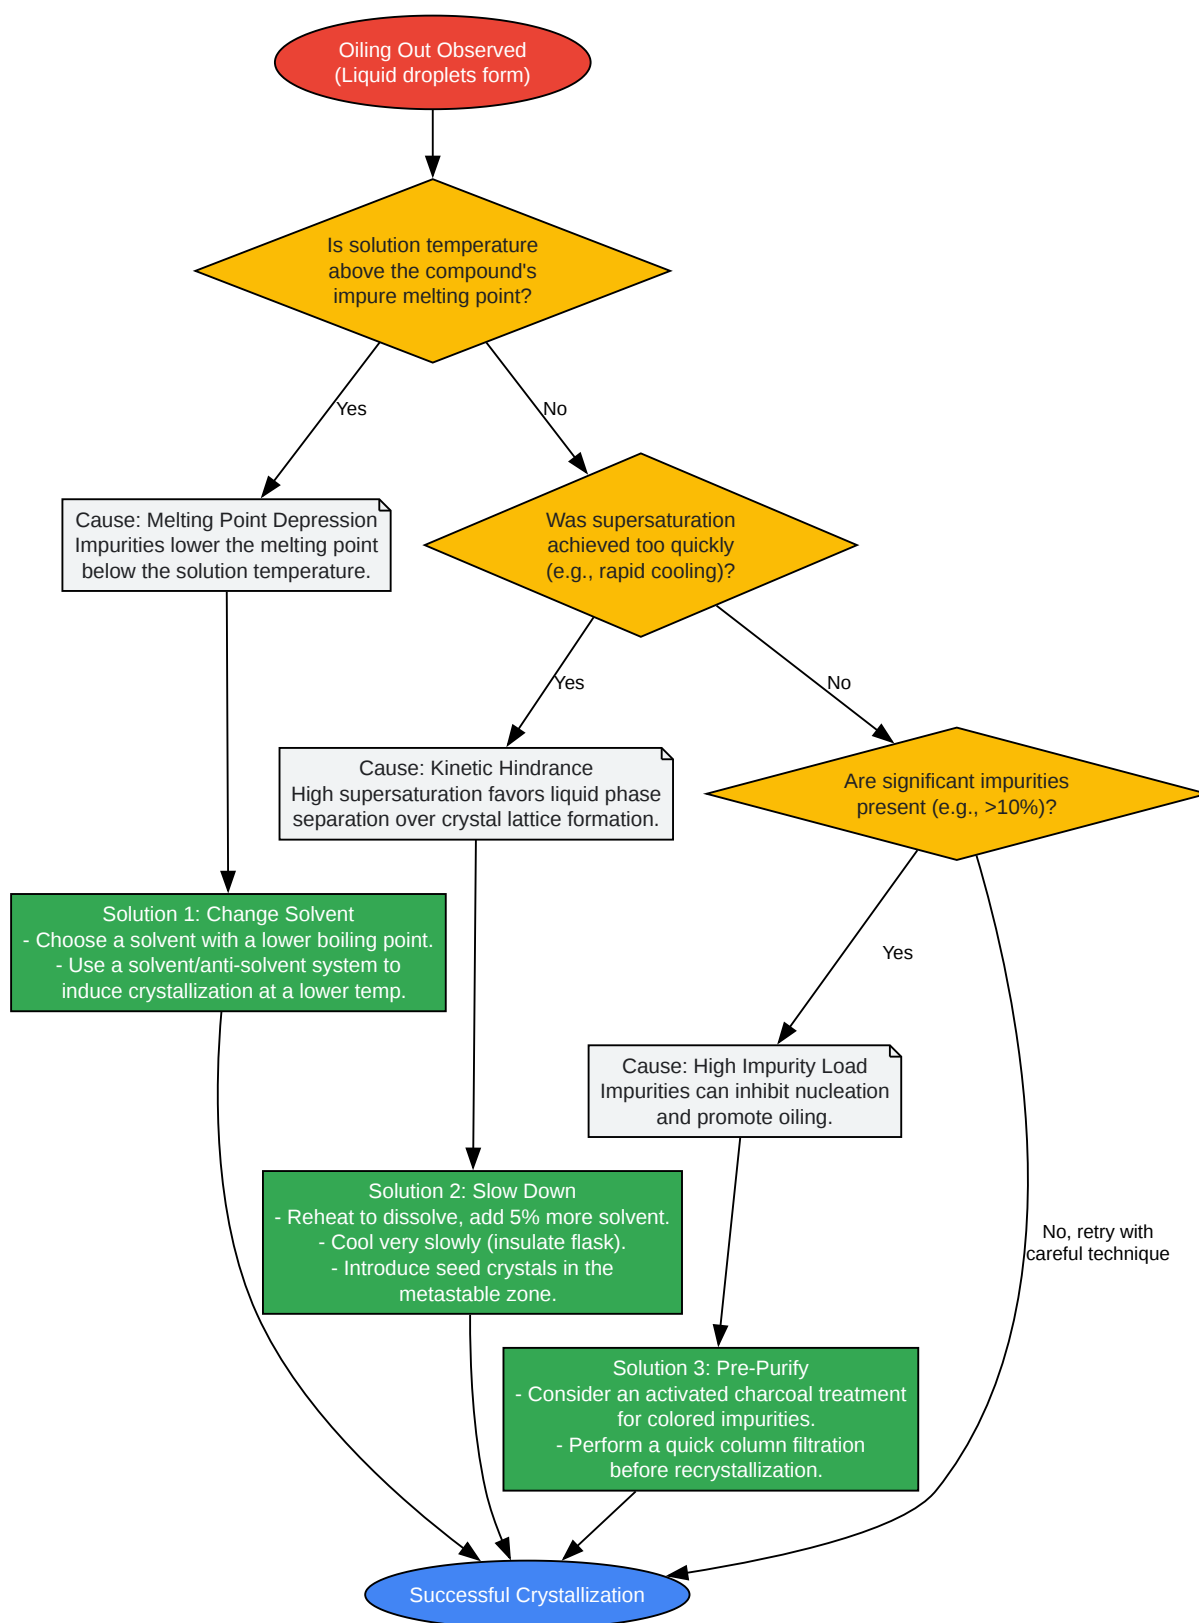 Oiling Out Observed
(Liquid droplets form)
Is solution temperature
above the compound's
impure melting point?
Yes
No
Cause: Melting Point Depression
Impurities lower the melting point
below the solution temperature.
Was supersaturation
achieved too quickly
(e.g., rapid cooling)?
Yes
No
Cause: Kinetic Hindrance
High supersaturation favors liquid phase
separation over crystal lattice formation.
Are significant impurities
present (e.g., >10%)?
Solution 1: Change Solvent
- Choose a solvent with a lower boiling point.
- Use a solvent/anti-solvent system to
induce crystallization at a lower temp.
Yes
Cause: High Impurity Load
Impurities can inhibit nucleation
and promote oiling.
Solution 2: Slow Down
- Reheat to dissolve, add 5% more solvent.
- Cool very slowly (insulate flask).
- Introduce seed crystals in the
metastable zone.
No, retry with
careful technique
Solution 3: Pre-Purify
- Consider an activated charcoal treatment
for colored impurities.
- Perform a quick column filtration
before recrystallization.
Successful Crystallization